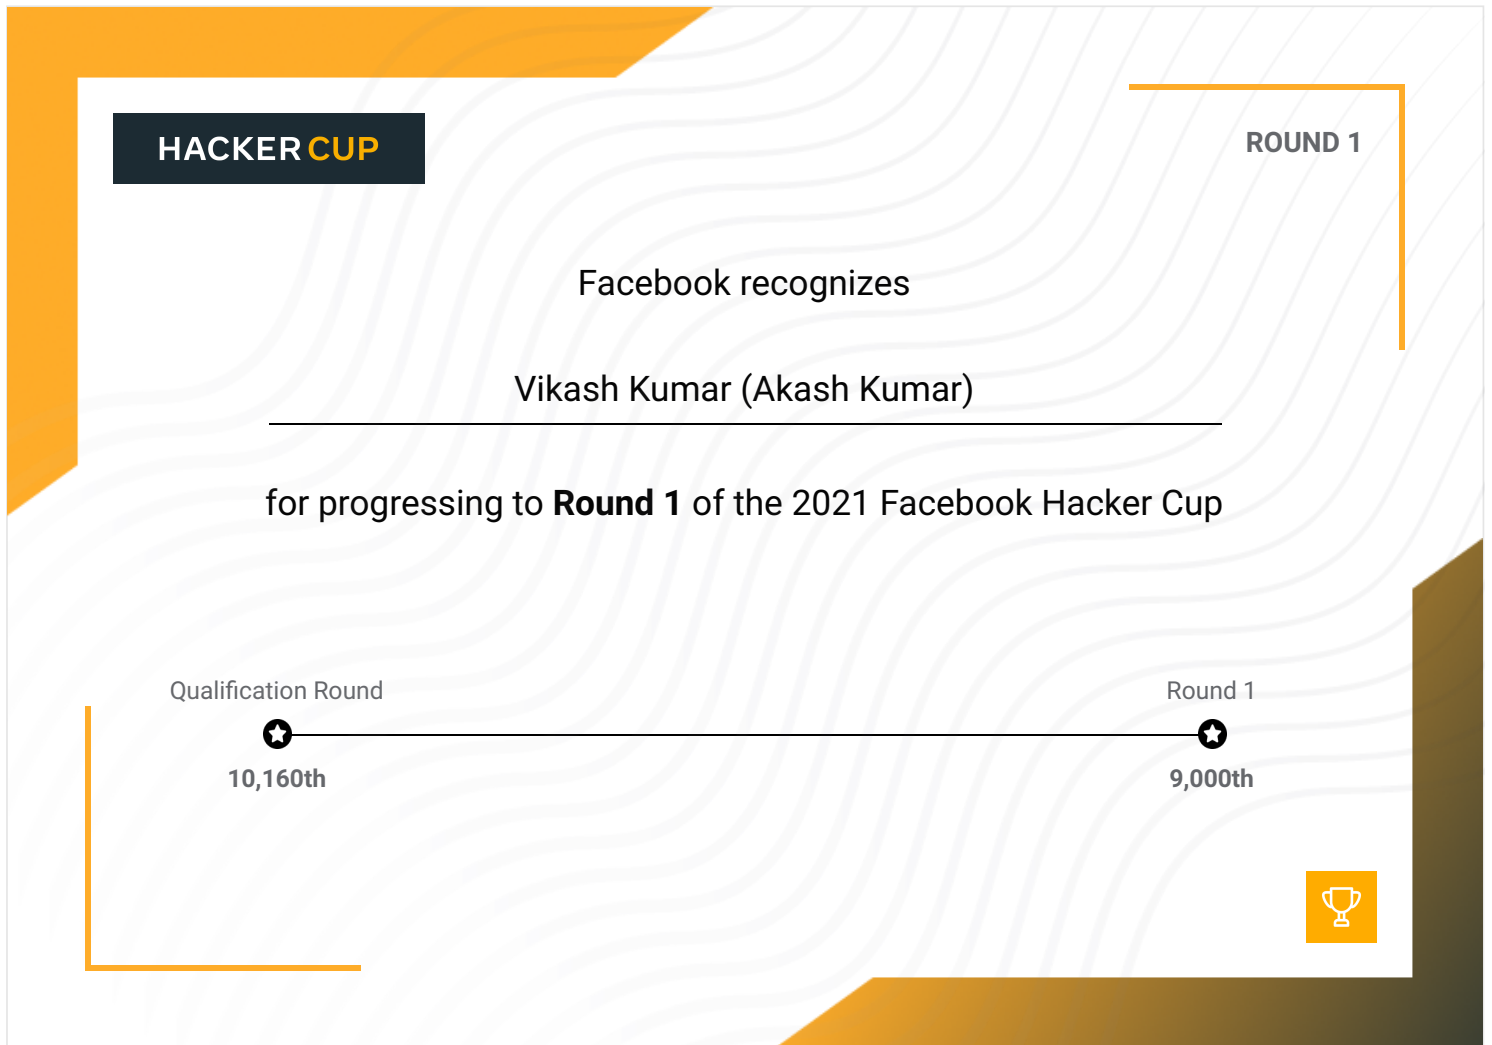 HACKER CUP
ROUND 1
Facebook recognizes
Vikash Kumar (Akash Kumar)
for progressing to Round 1 of the 2021 Facebook Hacker Cup
Qualification Round
Round 1
10,160th
9,000th